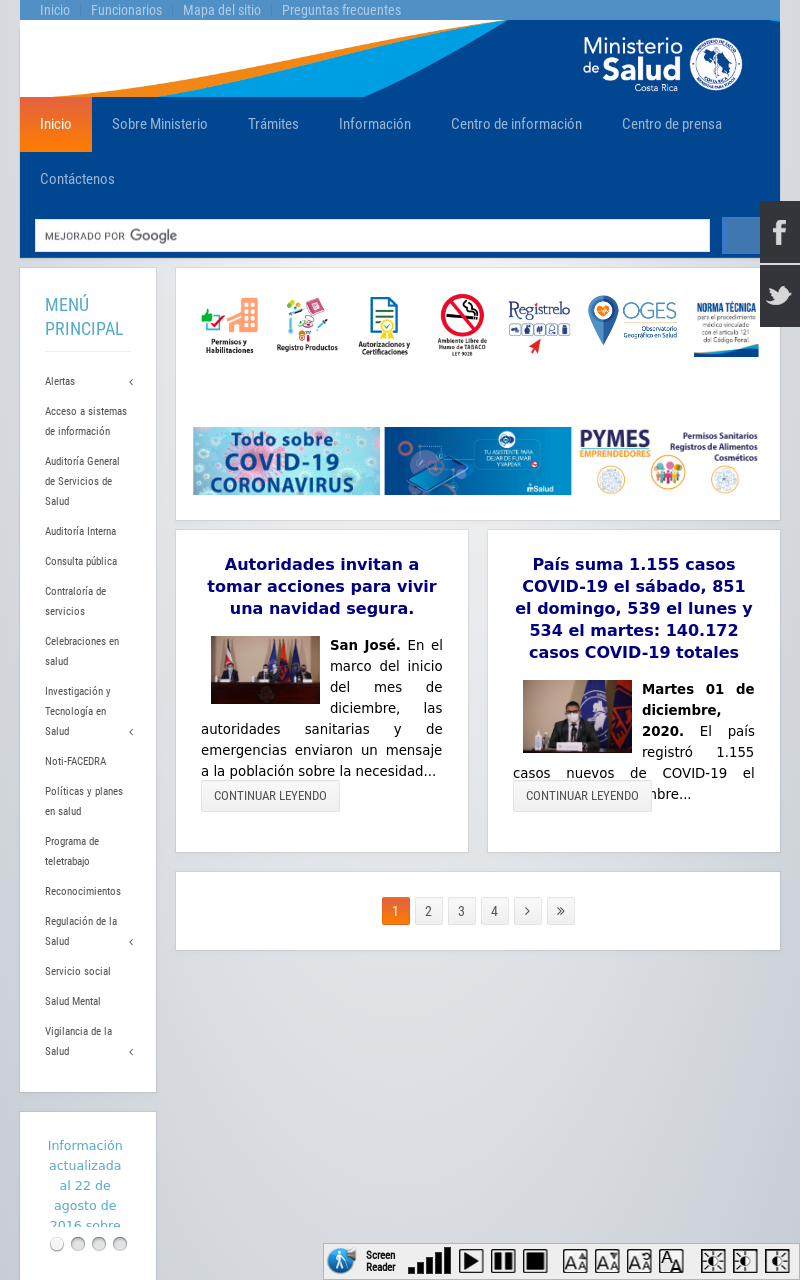 Inicio Funcionarios Mapa del sitio Preguntas frecuentes
Ministerio
de Salud
Costa Rica
Inicio Sobre Ministerio Trámites Información Centro de información Centro de prensa
Contáctenos
MEJORADO POR Google
MENÚ
PRINCIPAL
Alertas
Acceso a sistemas
de información
Auditoría General
de Servicios de
Salud
Auditoría Interna
Consulta pública
Contraloría de
servicios
Celebraciones en
salud
Investigación y
Tecnología en
Salud
Noti-FACEDRA
Políticas y planes
en salud
Programa de
teletrabajo
Reconocimientos
Regulación de la
Salud
Servicio social
Salud Mental
Vigilancia de la
Salud
Información
actualizada
al 22 de
agosto de
2016 sobre
Permisos y
Habilitaciones
Registro Productos
Autorizaciones y
Certificaciones
Ambiente Libre de
Humo de TABACO
LEY 9028
Regístrelo
OGES
Observatorio
Geográfico en Salud
NORMA TÉCNICA
para el procedimiento
médico vinculado
con el artículo 121
del Código Penal.
Todo sobre
COVID-19
CORONAVIRUS
TU ASISTENTE PARA
DEJAR DE FUMAR
Y VAPEAR
mSalud
PYMES
EMPRENDEDORES
Permisos Sanitarios
Registros de Alimentos
Cosméticos
Autoridades invitan a
tomar acciones para vivir
una navidad segura.
San José. En el
marco del inicio
del mes de
diciembre, las
autoridades sanitarias y de
emergencias enviaron un mensaje
a la población sobre la necesidad...
CONTINUAR LEYENDO
País suma 1.155 casos
COVID-19 el sábado, 851
el domingo, 539 el lunes y
534 el martes: 140.172
casos COVID-19 totales
Martes 01 de
diciembre,
2020. El país
registró 1.155
casos nuevos de COVID-19 el
mbre...
CONTINUAR LEYENDO
1 2 3 4 › »
Screen
Reader